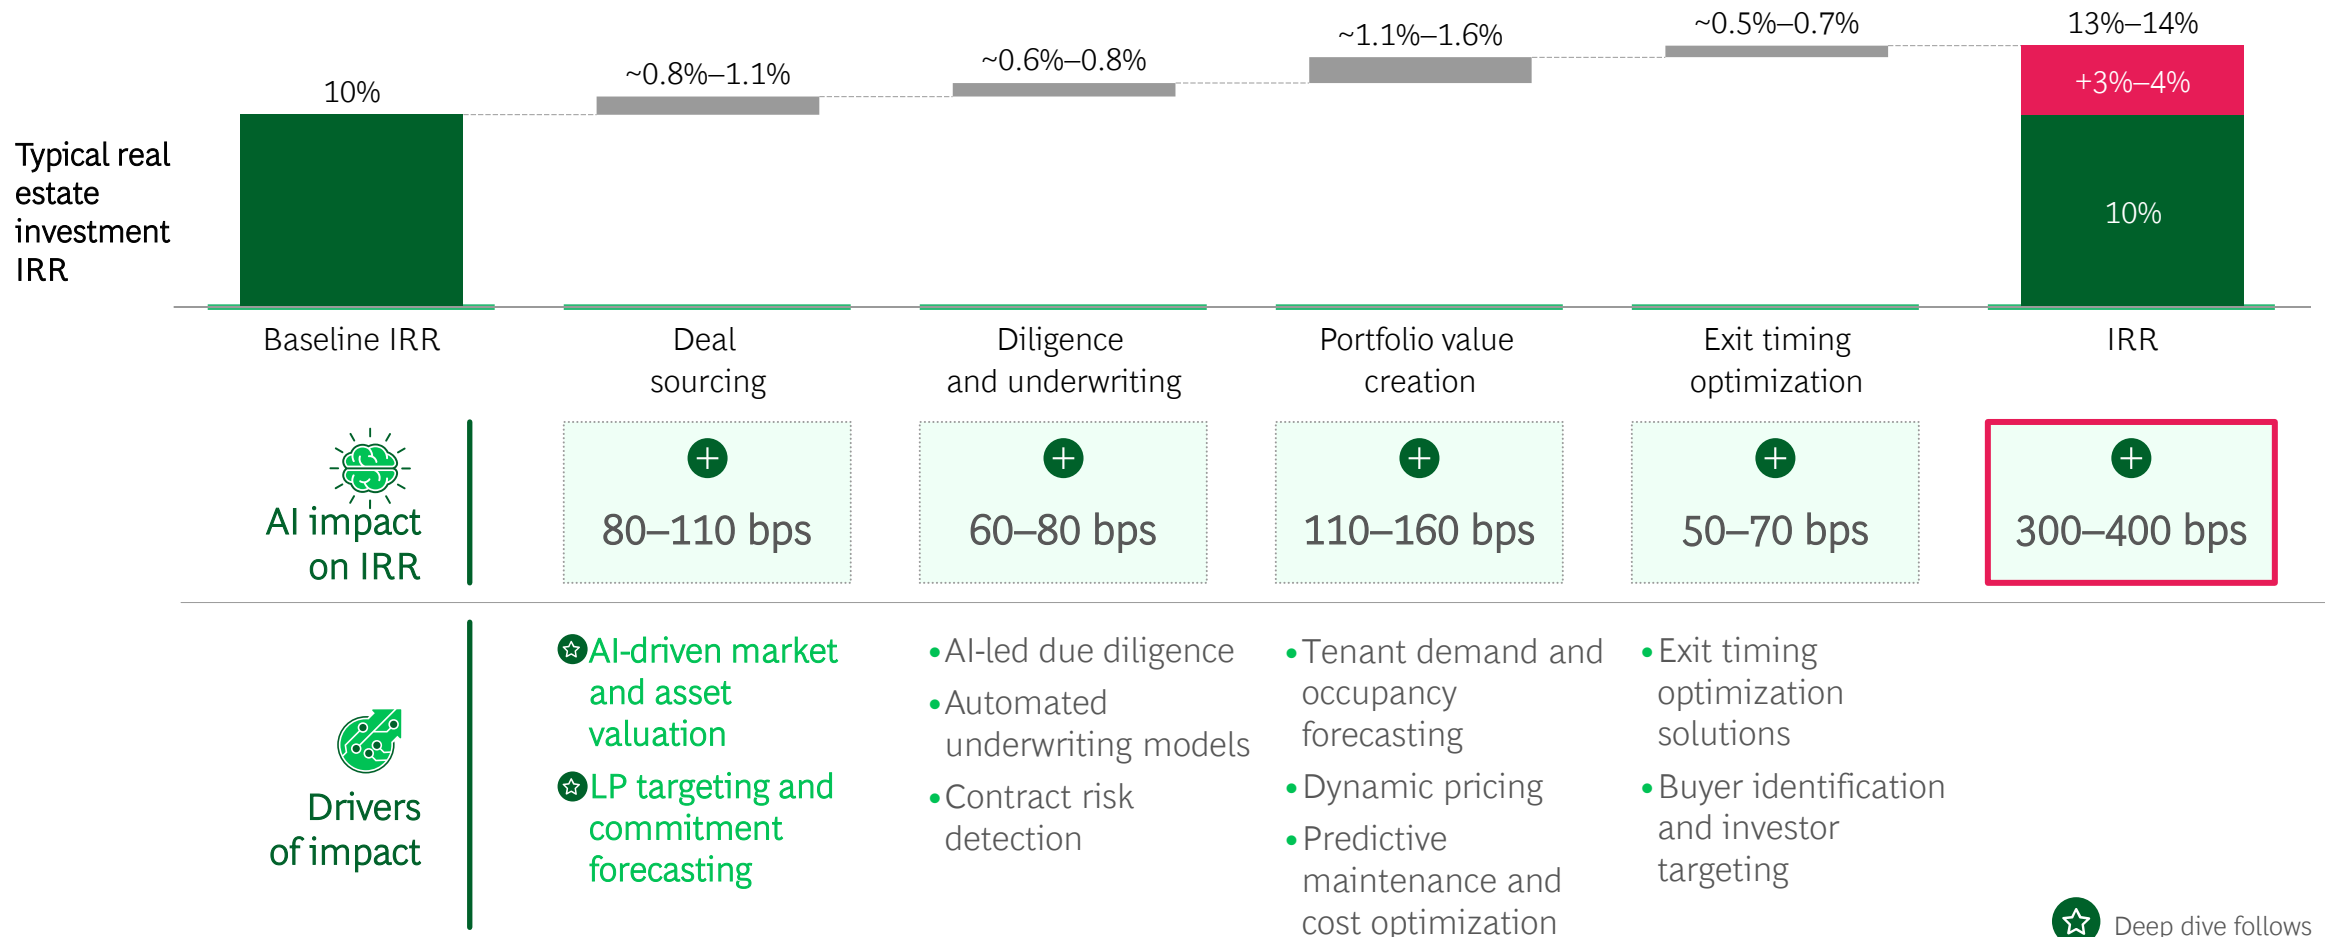 10%
~0.8%–1.1%
~0.6%–0.8%
~1.1%–1.6%
~0.5%–0.7%
13%–14%
+3%–4%
10%
Typical real
estate
investment
IRR
Baseline IRR
Deal
sourcing
Diligence
and underwriting
Portfolio value
creation
Exit timing
optimization
IRR
AI impact
on IRR
80–110 bps
60–80 bps
110–160 bps
50–70 bps
300–400 bps
Drivers
of impact
AI-driven market
and asset
valuation
LP targeting and
commitment
forecasting
•AI-led due diligence
•Automated
underwriting models
•Contract risk
detection
•Tenant demand and
occupancy
forecasting
•Dynamic pricing
•Predictive
maintenance and
cost optimization
•Exit timing
optimization
solutions
•Buyer identification
and investor
targeting
Deep dive follows